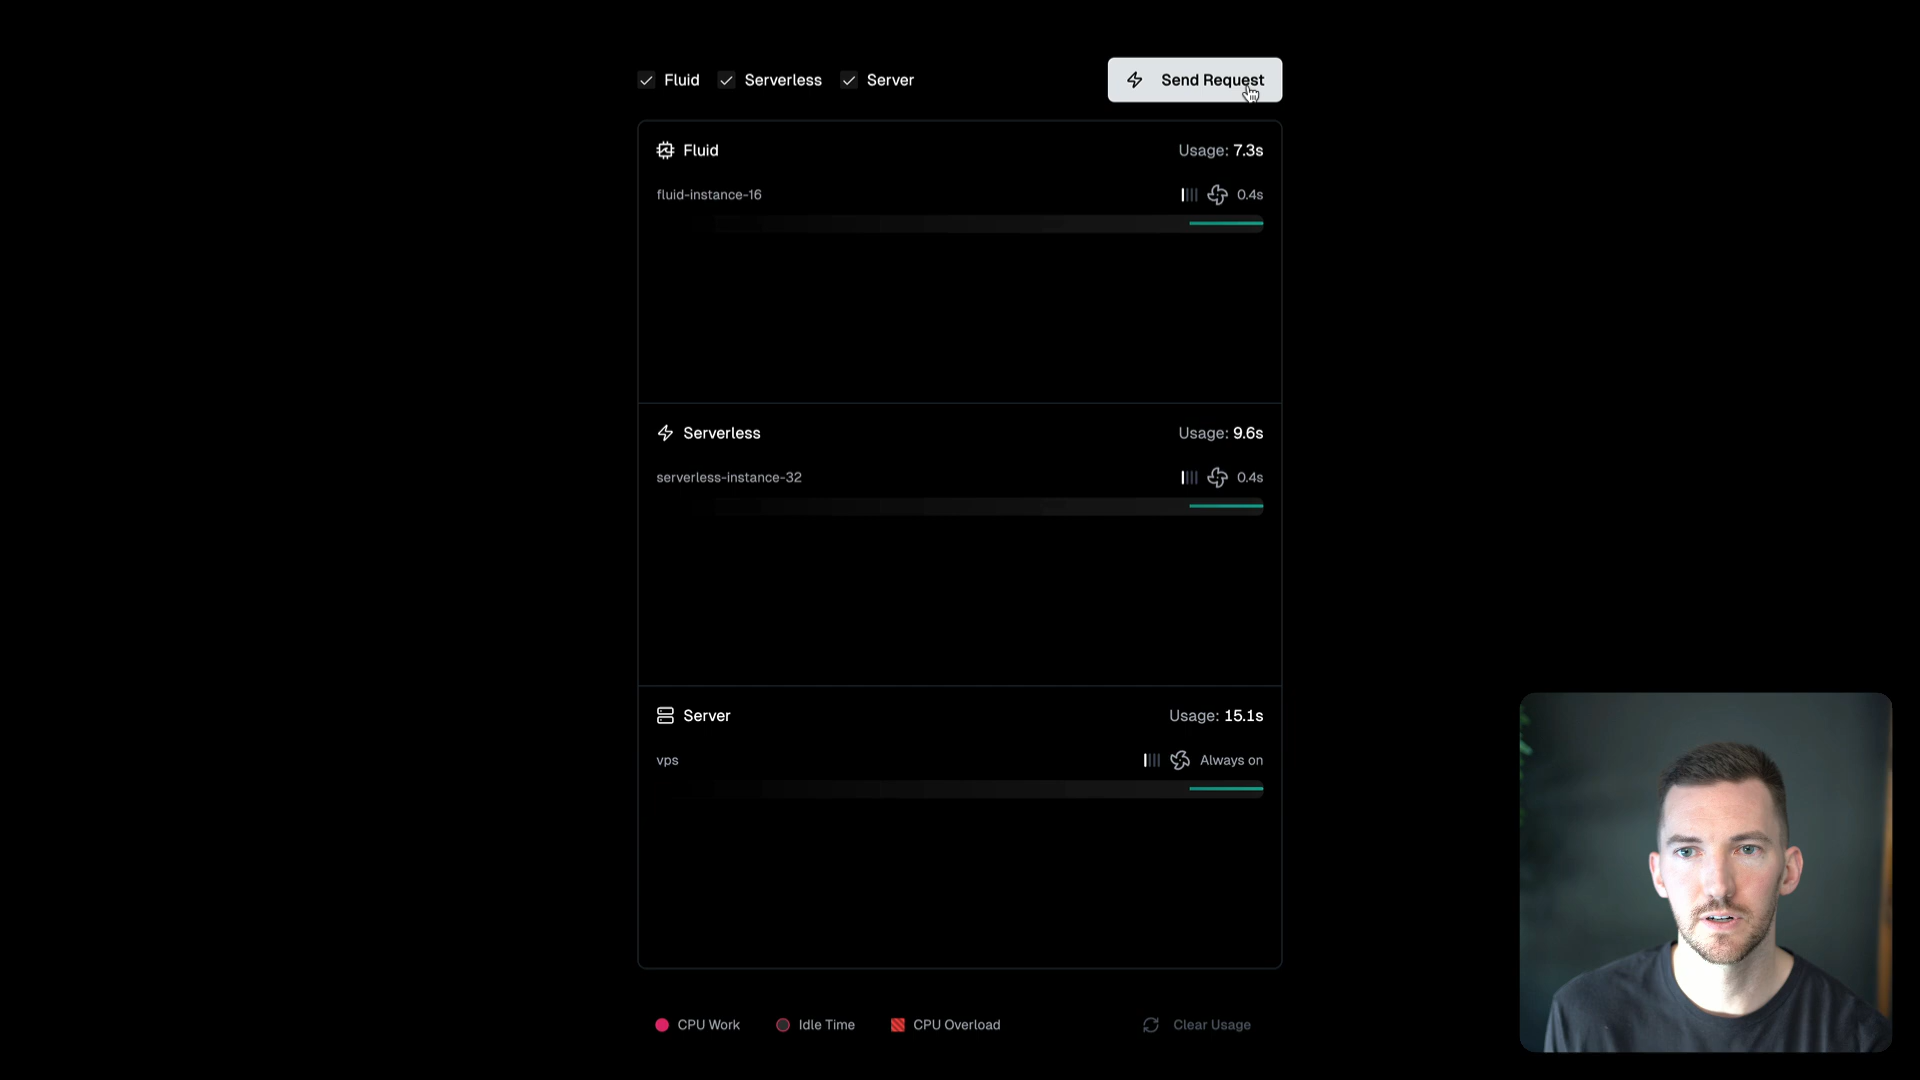 Fluid Serverless Server Send Request
Fluid Usage: 7.3s
fluid-instance-16 0.4s
Serverless Usage: 9.6s
serverless-instance-32 0.4s
Server Usage: 15.1s
vps Always on
CPU Work Idle Time CPU Overload Clear Usage